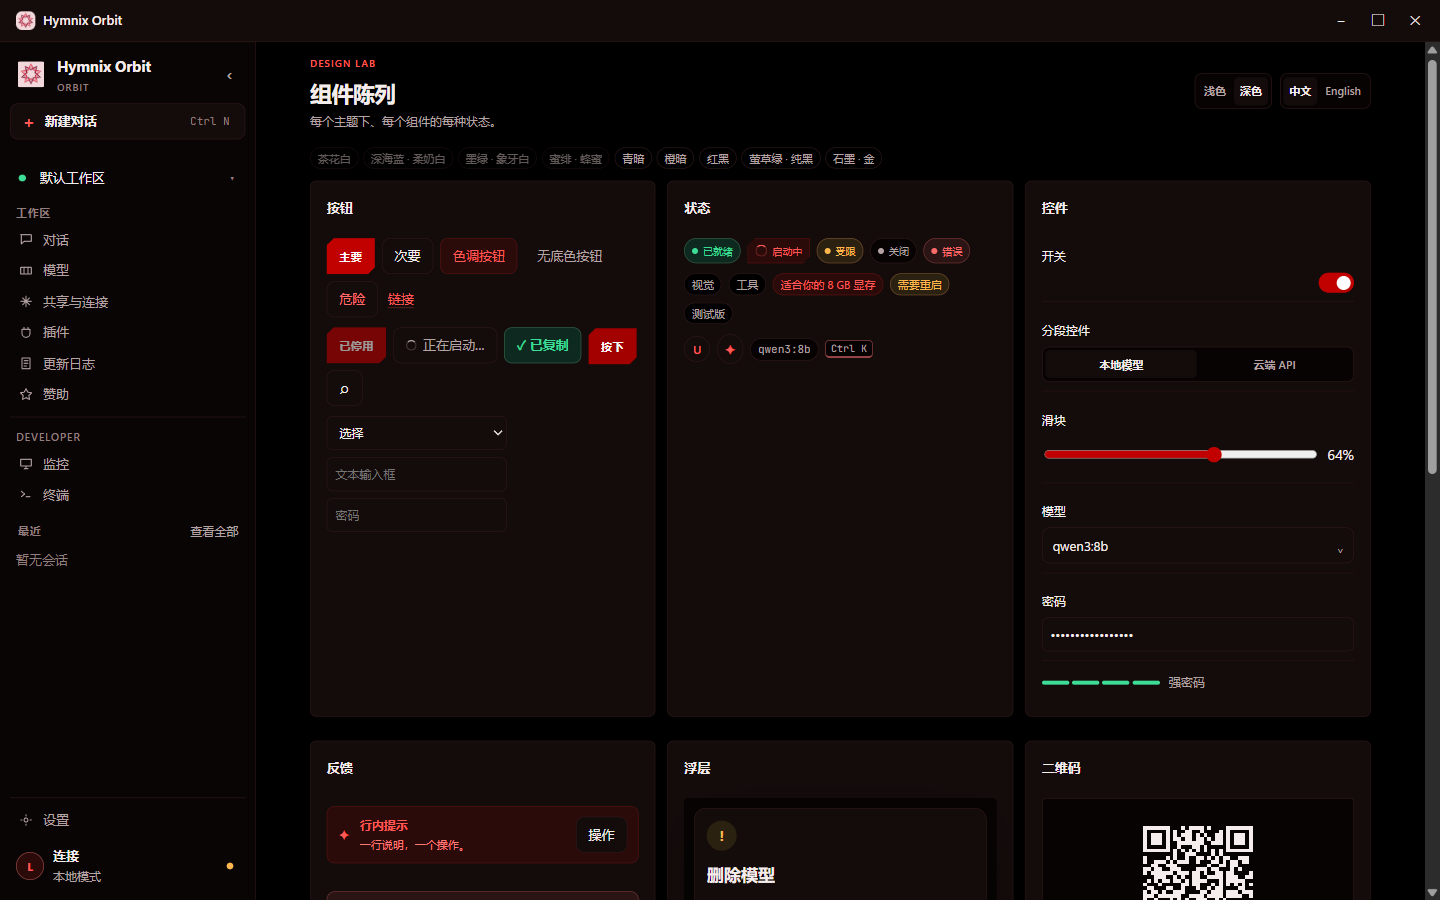 Hymnix Orbit
Hymnix Orbit
ORBIT
+ 新建对话 Ctrl N
默认工作区
工作区
对话
模型
共享与连接
插件
更新日志
赞助
DEVELOPER
监控
终端
最近 查看全部
暂无会话
设置
L 连接
本地模式
DESIGN LAB
组件陈列
每个主题下、每个组件的每种状态。
浅色 深色 中文 English
茶花白 深海蓝 · 柔奶白 墨绿 · 象牙白 蜜绯 · 蜂蜜 青暗 橙暗 红黑 萤草绿 · 纯黑 石墨 · 金
按钮
主要 次要 色调按钮 无底色按钮
危险 链接
已停用 正在启动... ✓ 已复制 按下
选择
文本输入框
密码
状态
已就绪 启动中 受限 关闭 错误
视觉 工具 适合你的 8 GB 显存 需要重启
测试版
U qwen3:8b Ctrl K
控件
开关
分段控件
本地模型 云端 API
滑块
64%
模型
qwen3:8b
密码
•••••••••••••••••
强密码
反馈
行内提示
一行说明，一个操作。
操作
浮层
!
删除模型
二维码